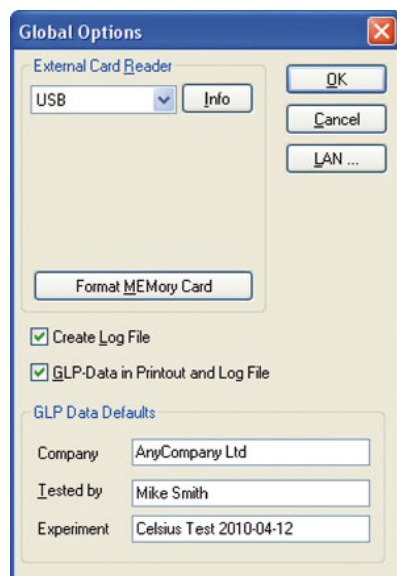 Global Options
External Card Reader
USB
Info
OK
Cancel
LAN ...
Format MEMory Card
Create Log File
GLP-Data in Printout and Log File
GLP Data Defaults
Company AnyCompany Ltd
Tested by Mike Smith
Experiment Celsius Test 2010-04-12